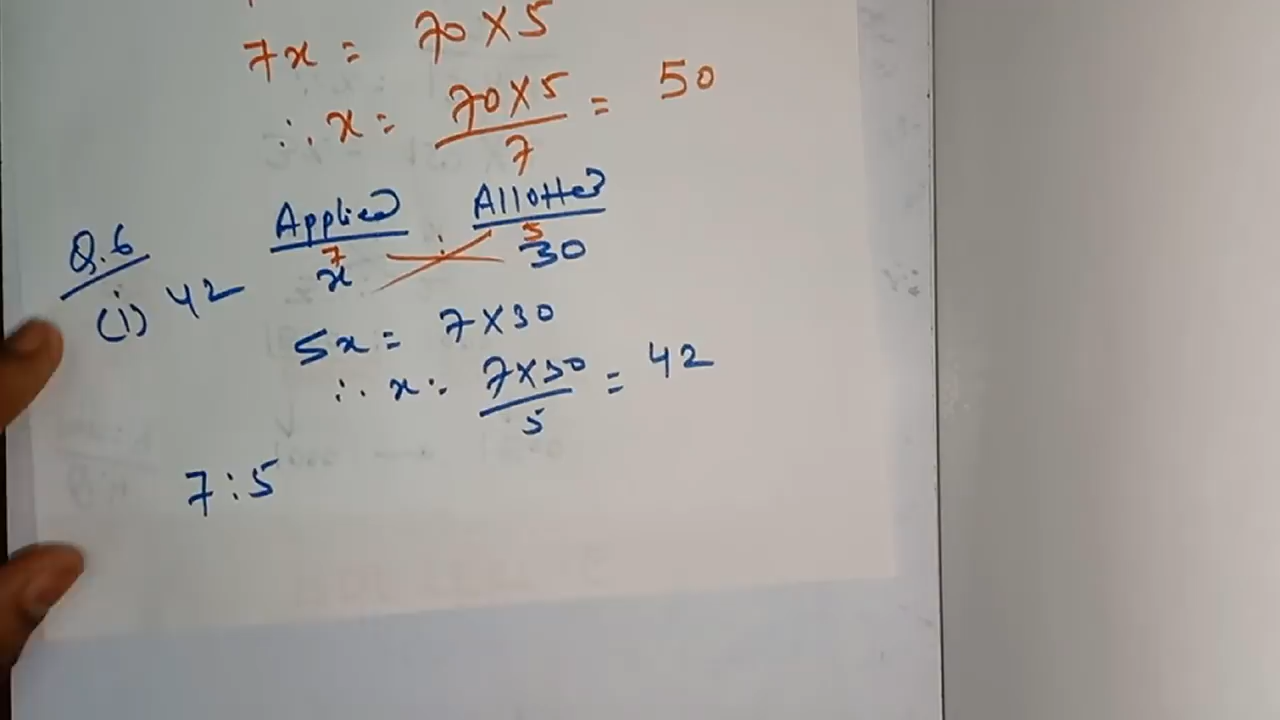 7x = 70 X 5
∴ x = 70 X 5 / 7 = 50
Q.6 Applied Allotted
(i) 42 x 7 : 30 5
5x = 7 X 30
∴ x = 7 X 30 / 5 = 42
7 : 5